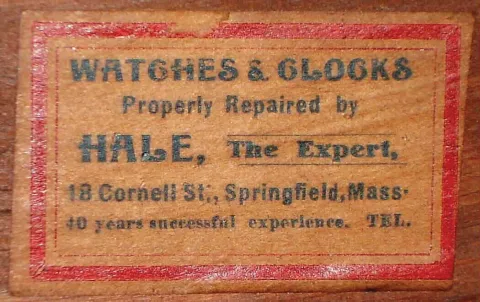 WATCHES & CLOCKS
Properly Repaired by
HALE, The Expert,
18 Cornell St., Springfield, Mass.
40 years successful experience. TEL.